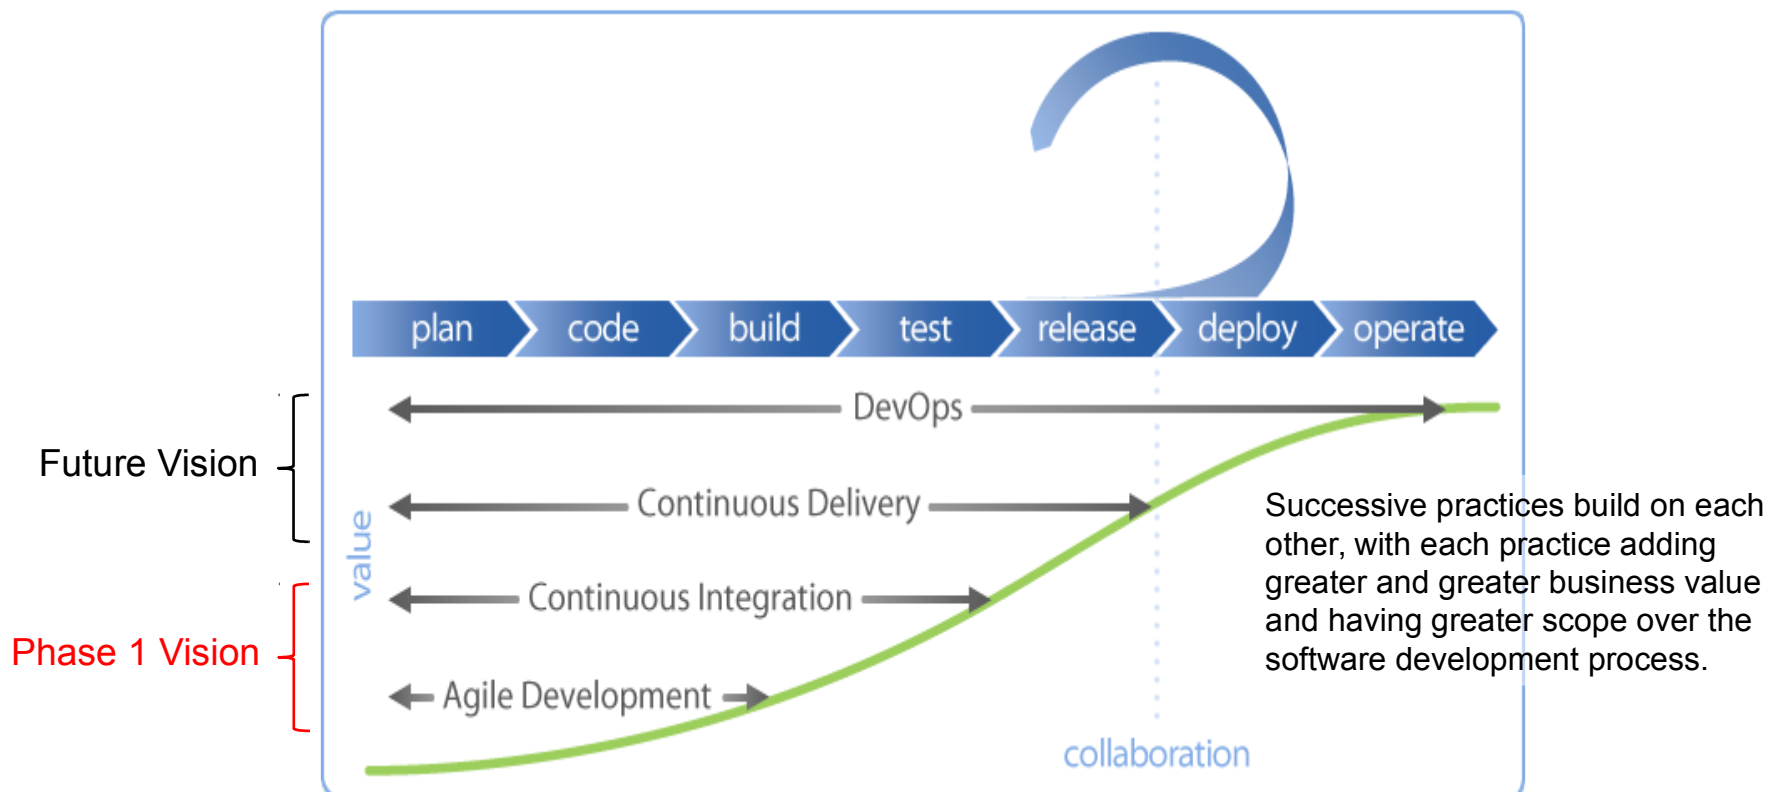 plan
code
build
test
release
deploy
operate
DevOps
Future Vision
Continuous Delivery
value
Successive practices build on each
other, with each practice adding
greater and greater business value
and having greater scope over the
software development process.
Continuous Integration
Phase 1 Vision
Agile Development
collaboration